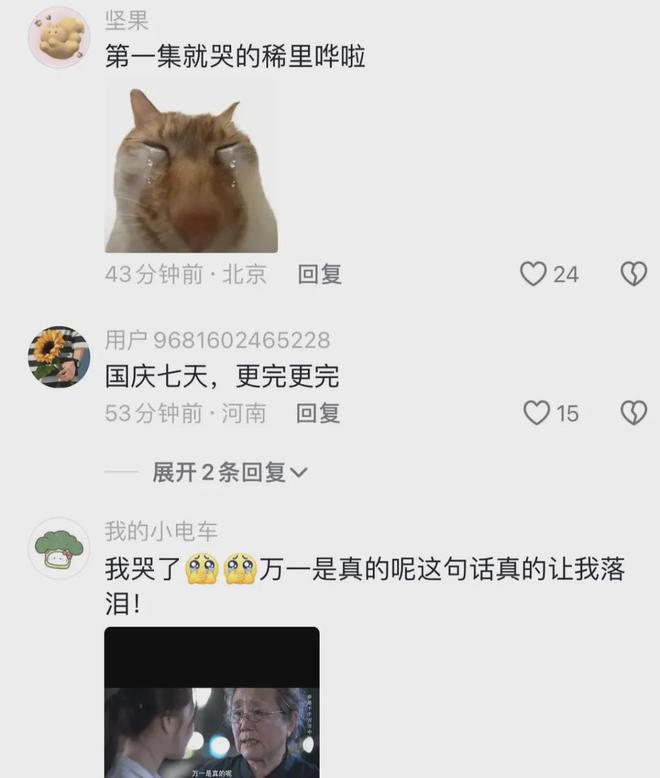 坚果
第一集就哭的稀里哗啦
43分钟前·北京 回复 24
用户9681602465228
国庆七天，更完更完
53分钟前·河南 回复 15
展开2条回复
我的小电车
我哭了🥹🥹万一是真的呢这句话真的让我落
泪！
万一是真的呢